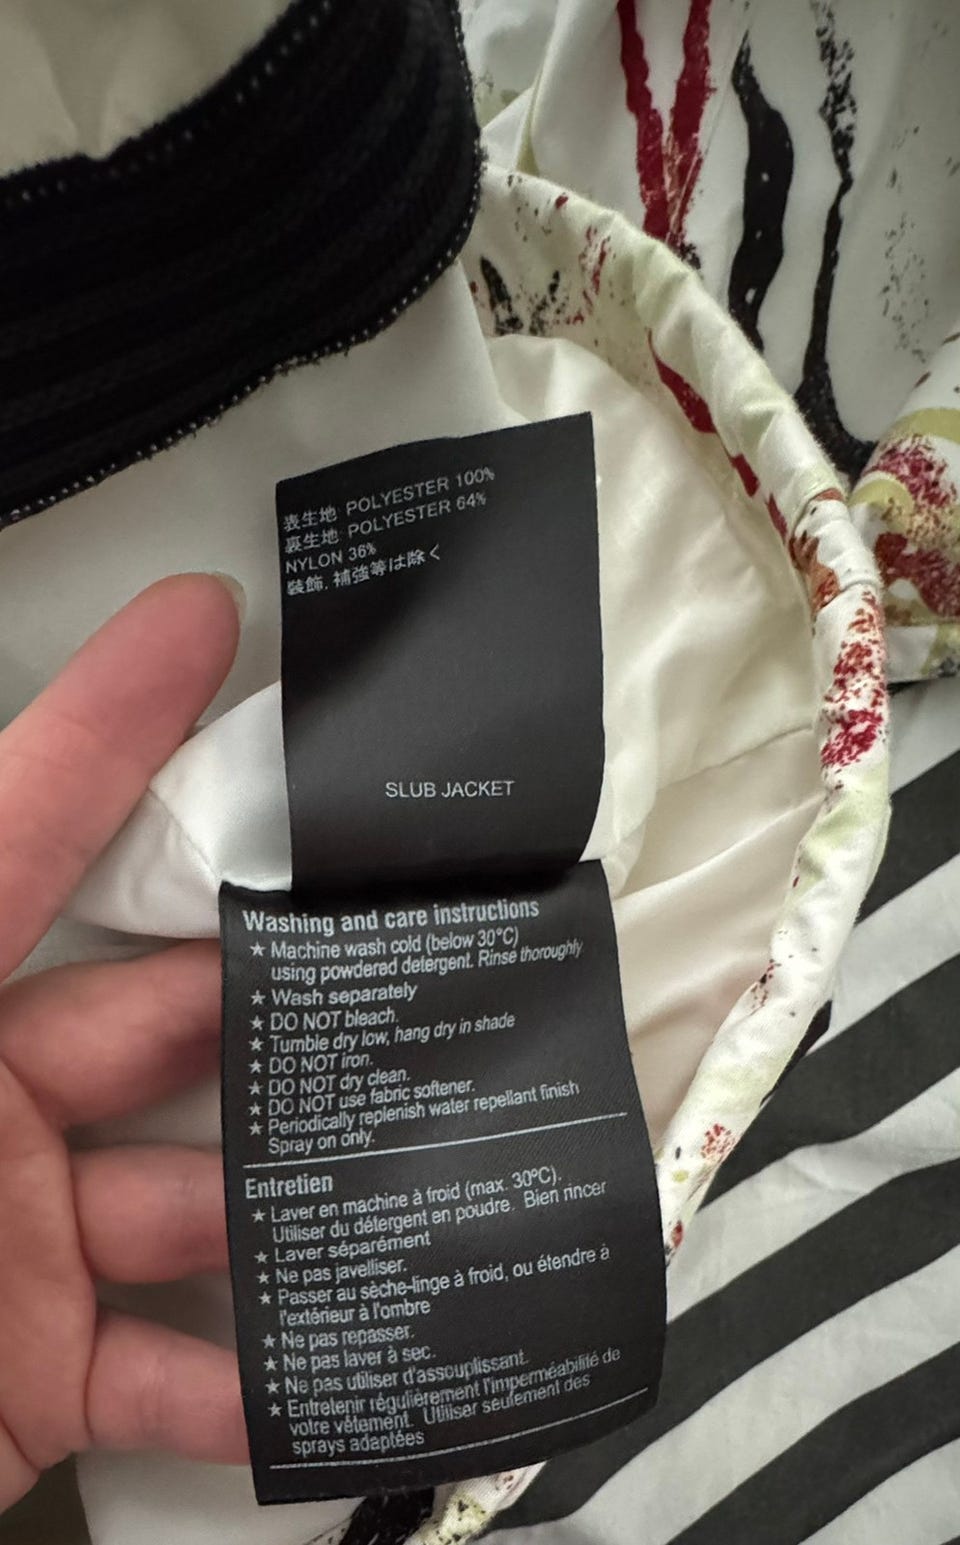 表生地: POLYESTER 100%
裏生地: POLYESTER 64%
NYLON 36%
装飾, 補強等は除く
SLUB JACKET
Washing and care instructions
★ Machine wash cold (below 30°C)
using powdered detergent. Rinse thoroughly
★ Wash separately
★ DO NOT bleach.
★ Tumble dry low, hang dry in shade
★ DO NOT iron.
★ DO NOT dry clean.
★ DO NOT use fabric softener.
★ Periodically replenish water repellant finish
Spray on only.
Entretien
★ Laver en machine à froid (max. 30ºC).
Utiliser du détergent en poudre. Bien rincer
★ Laver séparément
★ Ne pas javelliser.
★ Passer au sèche-linge à froid, ou étendre à
l'extérieur à l'ombre
★ Ne pas repasser.
★ Ne pas laver à sec.
★ Ne pas utiliser d'assouplissant.
★ Entretenir régulièrement l'imperméabilité de
votre vêtement. Utiliser seulement des
sprays adaptées